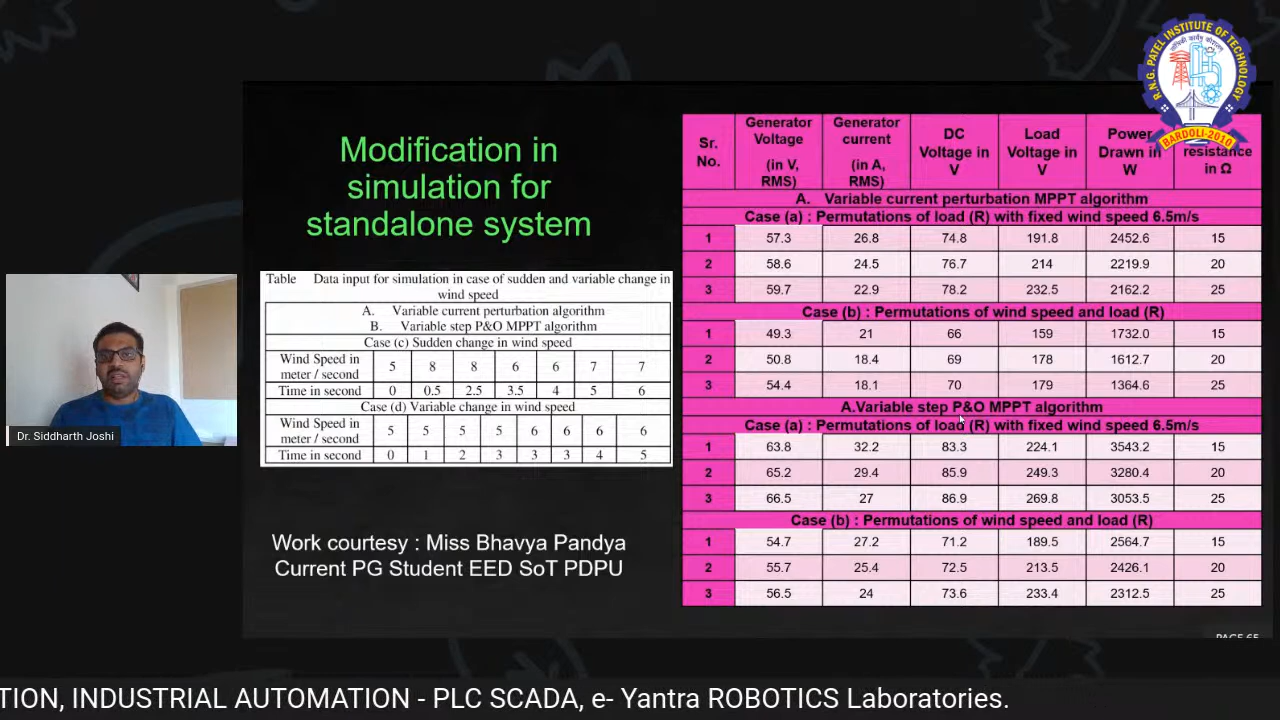 R.N.G. PATEL INSTITUTE OF TECHNOLOGY
BARDOLI-2010
Modification in
simulation for
standalone system
Table Data input for simulation in case of sudden and variable change in
wind speed
A. Variable current perturbation algorithm
B. Variable step P&O MPPT algorithm
Case (c) Sudden change in wind speed
Wind Speed in meter / second 5 8 8 6 6 7 7
Time in second 0 0.5 2.5 3.5 4 5 6
Case (d) Variable change in wind speed
Wind Speed in meter / second 5 5 5 5 6 6 6 6
Time in second 0 1 2 3 3 3 4 5
Work courtesy : Miss Bhavya Pandya
Current PG Student EED SoT PDPU
Sr. No. Generator Voltage (in V, RMS) Generator current (in A, RMS) DC Voltage in V Load Voltage in V Power Drawn in W resistance in Ω
A. Variable current perturbation MPPT algorithm
Case (a) : Permutations of load (R) with fixed wind speed 6.5m/s
1 57.3 26.8 74.8 191.8 2452.6 15
2 58.6 24.5 76.7 214 2219.9 20
3 59.7 22.9 78.2 232.5 2162.2 25
Case (b) : Permutations of wind speed and load (R)
1 49.3 21 66 159 1732.0 15
2 50.8 18.4 69 178 1612.7 20
3 54.4 18.1 70 179 1364.6 25
A.Variable step P&O MPPT algorithm
Case (a) : Permutations of load (R) with fixed wind speed 6.5m/s
1 63.8 32.2 83.3 224.1 3543.2 15
2 65.2 29.4 85.9 249.3 3280.4 20
3 66.5 27 86.9 269.8 3053.5 25
Case (b) : Permutations of wind speed and load (R)
1 54.7 27.2 71.2 189.5 2564.7 15
2 55.7 25.4 72.5 213.5 2426.1 20
3 56.5 24 73.6 233.4 2312.5 25
Dr. Siddharth Joshi
TION, INDUSTRIAL AUTOMATION - PLC SCADA, e- Yantra ROBOTICS Laboratories.